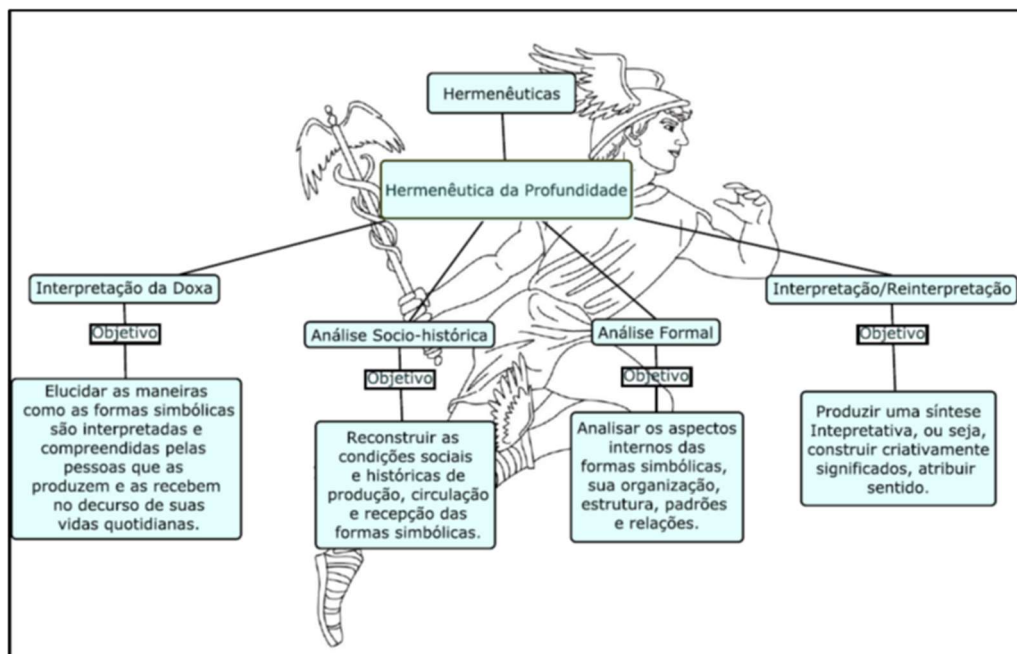 Hermenêuticas
Hermenêutica da Profundidade
Interpretação da Doxa
Objetivo
Elucidar as maneiras
como as formas simbólicas
são interpretadas e
compreendidas pelas
pessoas que as
produzem e as recebem
no decurso de suas
vidas quotidianas.
Análise Socio-histórica
Objetivo
Reconstruir as
condições sociais
e históricas de
produção, circulação
e recepção das
formas simbólicas.
Análise Formal
Objetivo
Analisar os aspectos
internos das
formas simbólicas,
sua organização,
estrutura, padrões
e relações.
Interpretação/Reinterpretação
Objetivo
Produzir uma síntese
Intepretativa, ou seja,
construir criativamente
significados, atribuir
sentido.